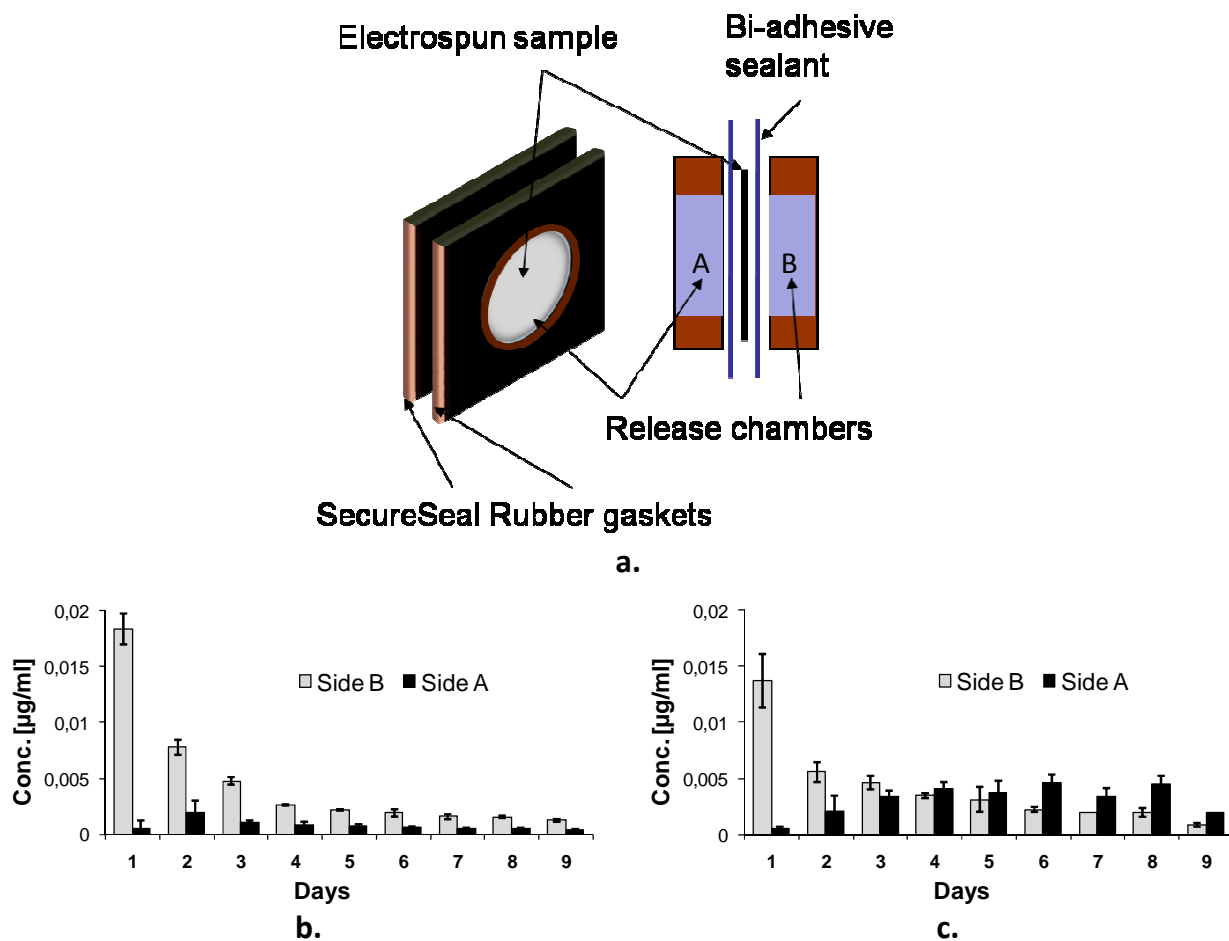 Electrospun sample
Bi-adhesive
sealant
A
B
Release chambers
SecureSeal Rubber gaskets
a.
0,02
0,015
0,01
0,005
0
Conc. [µg/ml]
Side B
Side A
1 2 3 4 5 6 7 8 9
Days
b.
0,02
0,015
0,01
0,005
0
Conc. [µg/ml]
Side B
Side A
1 2 3 4 5 6 7 8 9
Days
c.